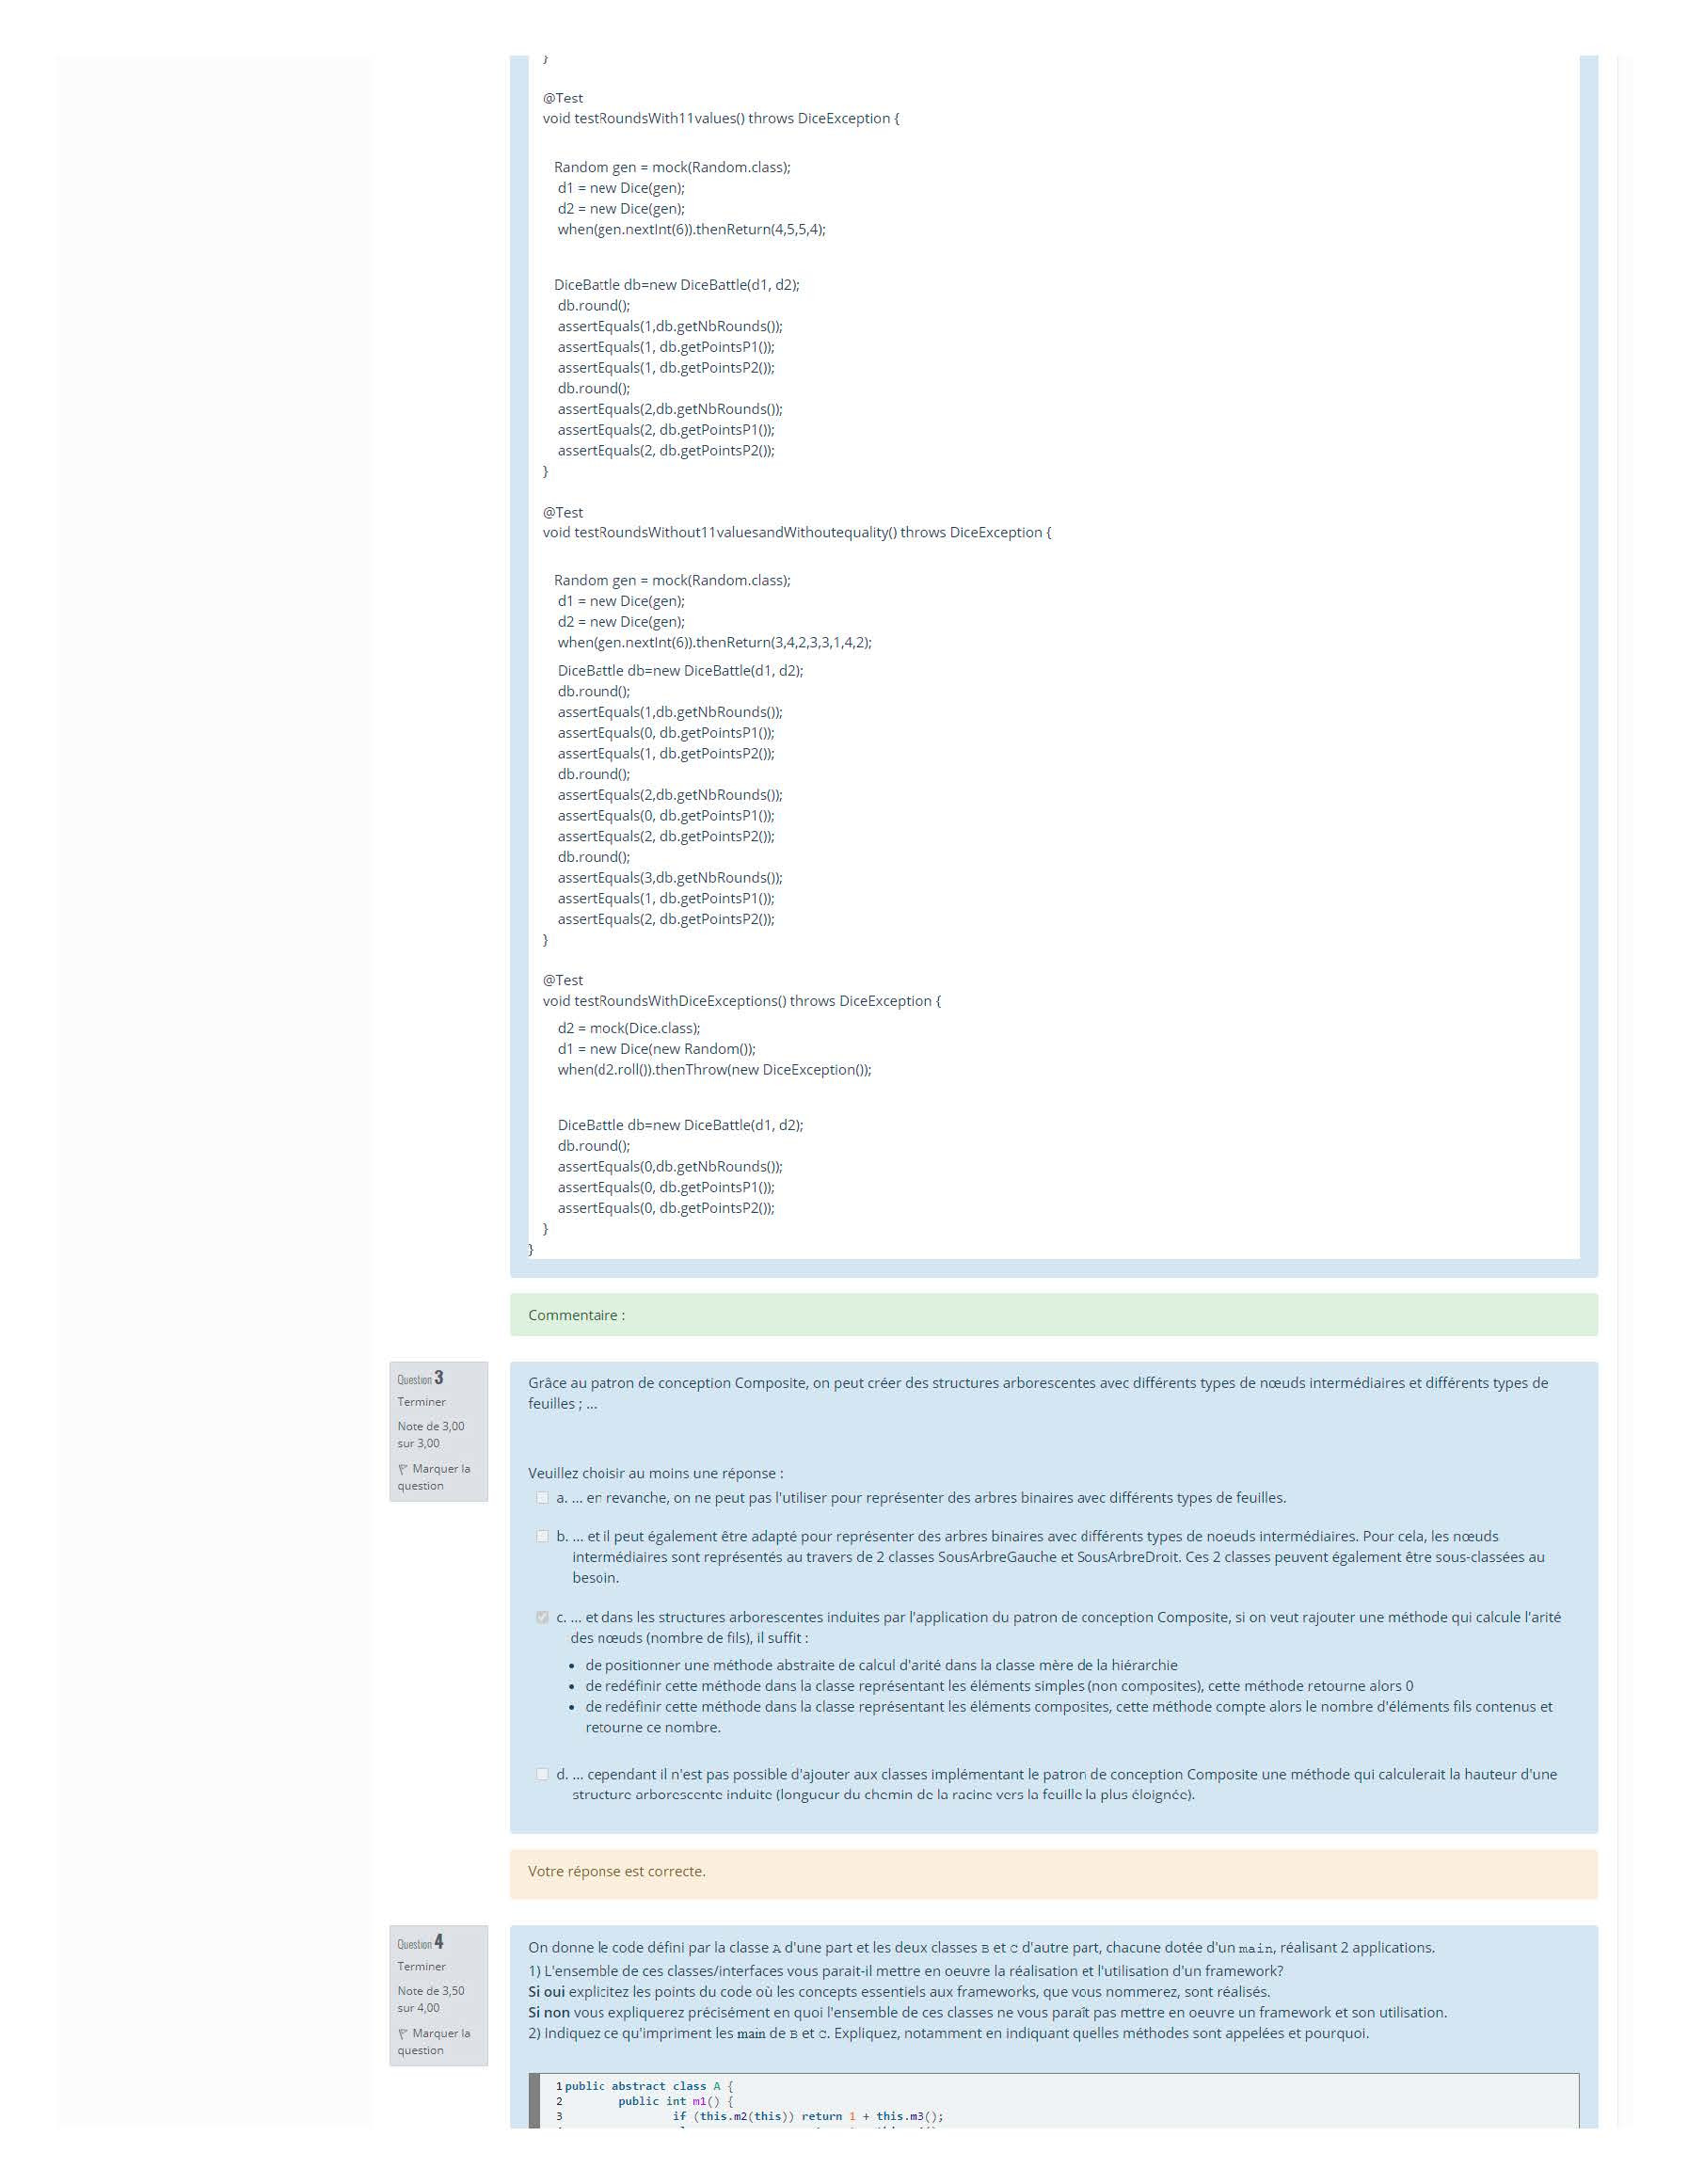 }
@Test
void testRoundsWith11values() throws DiceException {
Random gen = mock(Random.class);
d1 = new Dice(gen);
d2 = new Dice(gen);
when(gen.nextInt(6)).thenReturn(4,5,5,4);
DiceBattle db=new DiceBattle(d1, d2);
db.round();
assertEquals(1,db.getNbRounds());
assertEquals(1, db.getPointsP1());
assertEquals(1, db.getPointsP2());
db.round();
assertEquals(2,db.getNbRounds());
assertEquals(2, db.getPointsP1());
assertEquals(2, db.getPointsP2());
}
@Test
void testRoundsWithout11valuesandWithoutequality() throws DiceException {
Random gen = mock(Random.class);
d1 = new Dice(gen);
d2 = new Dice(gen);
when(gen.nextInt(6)).thenReturn(3,4,2,3,3,1,4,2);
DiceBattle db=new DiceBattle(d1, d2);
db.round();
assertEquals(1,db.getNbRounds());
assertEquals(0, db.getPointsP1());
assertEquals(1, db.getPointsP2());
db.round();
assertEquals(2,db.getNbRounds());
assertEquals(0, db.getPointsP1());
assertEquals(2, db.getPointsP2());
db.round();
assertEquals(3,db.getNbRounds());
assertEquals(1, db.getPointsP1());
assertEquals(2, db.getPointsP2());
}
@Test
void testRoundsWithDiceExceptions() throws DiceException {
d2 = mock(Dice.class);
d1 = new Dice(new Random());
when(d2.roll()).thenThrow(new DiceException());
DiceBattle db=new DiceBattle(d1, d2);
db.round();
assertEquals(0,db.getNbRounds());
assertEquals(0, db.getPointsP1());
assertEquals(0, db.getPointsP2());
}
}
Commentaire :
Question 3
Terminer
Note de 3,00
sur 3,00
Marquer la
question
Grâce au patron de conception Composite, on peut créer des structures arborescentes avec différents types de nœuds intermédiaires et différents types de
feuilles ; ...
Veuillez choisir au moins une réponse :
a. ... en revanche, on ne peut pas l'utiliser pour représenter des arbres binaires avec différents types de feuilles.
b. ... et il peut également être adapté pour représenter des arbres binaires avec différents types de noeuds intermédiaires. Pour cela, les nœuds
intermédiaires sont représentés au travers de 2 classes SousArbreGauche et SousArbreDroit. Ces 2 classes peuvent également être sous-classées au
besoin.
c. ... et dans les structures arborescentes induites par l'application du patron de conception Composite, si on veut rajouter une méthode qui calcule l'arité
des nœuds (nombre de fils), il suffit :
• de positionner une méthode abstraite de calcul d'arité dans la classe mère de la hiérarchie
• de redéfinir cette méthode dans la classe représentant les éléments simples (non composites), cette méthode retourne alors 0
• de redéfinir cette méthode dans la classe représentant les éléments composites, cette méthode compte alors le nombre d'éléments fils contenus et
retourne ce nombre.
d. ... cependant il n'est pas possible d'ajouter aux classes implémentant le patron de conception Composite une méthode qui calculerait la hauteur d'une
structure arborescente induite (longueur du chemin de la racine vers la feuille la plus éloignée).
Votre réponse est correcte.
Question 4
Terminer
Note de 3,50
sur 4,00
Marquer la
question
On donne le code défini par la classe A d'une part et les deux classes B et C d'autre part, chacune dotée d'un main, réalisant 2 applications.
1) L'ensemble de ces classes/interfaces vous parait-il mettre en oeuvre la réalisation et l'utilisation d'un framework?
Si oui explicitez les points du code où les concepts essentiels aux frameworks, que vous nommerez, sont réalisés.
Si non vous expliquerez précisément en quoi l'ensemble de ces classes ne vous paraît pas mettre en oeuvre un framework et son utilisation.
2) Indiquez ce qu'impriment les main de B et C. Expliquez, notamment en indiquant quelles méthodes sont appelées et pourquoi.
1 public abstract class A {
2 public int m1() {
3 if (this.m2(this)) return 1 + this.m3();